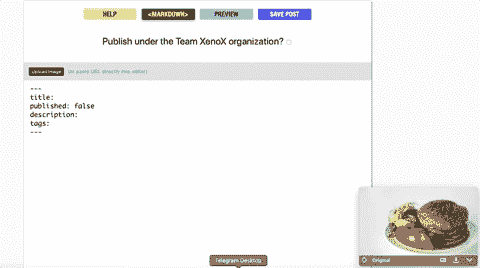 HELP
<MARKDOWN>
PREVIEW
SAVE POST
Publish under the Team XenoX organization?
Upload Image
(to paste URL directly into editor)
---
title:
published: false
description:
tags:
---
Original
Telegram Desktop